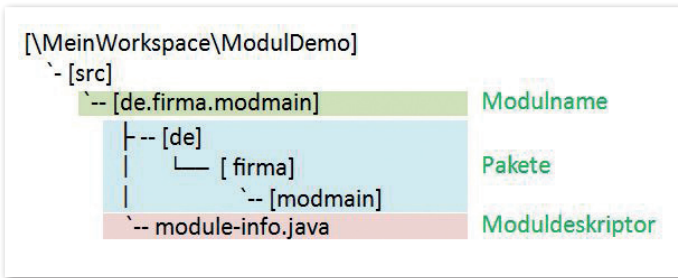 [\MeinWorkspace\ModulDemo]
`- [src]
`-- [de.firma.modmain] Modulname
├ -- [de]
| └── [ firma] Pakete
| `-- [modmain]
`-- module-info.java Moduldeskriptor